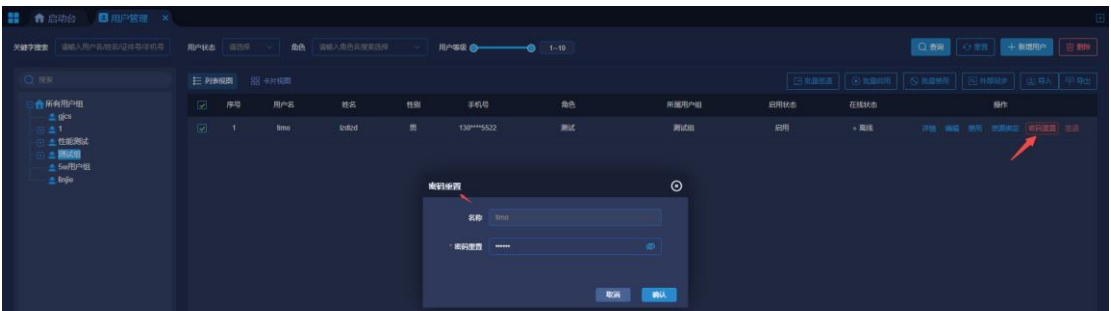 启动台 用户管理 ×
关键字搜索 请输入用户名/姓名/证件号/手机号 用户状态 请选择 角色 请输入角色名搜索选择 用户等级 1~10 查询 重置 + 新增用户 删除
搜索 列表视图 卡片视图 批量签退 批量启用 批量禁用 外部同步 导入 导出
所有用户组 序号 用户名 姓名 性别 手机号 角色 所属用户组 启用状态 在线状态 操作
gjcs
1 1 timo lzdlzd 男 130****5522 测试 测试组 启用 离线 详情 编辑 禁用 资源绑定 密码重置 签退
性能测试
测试组
5w用户组
linjie
密码重置
名称 timo
* 密码重置 ••••••
取消 确认